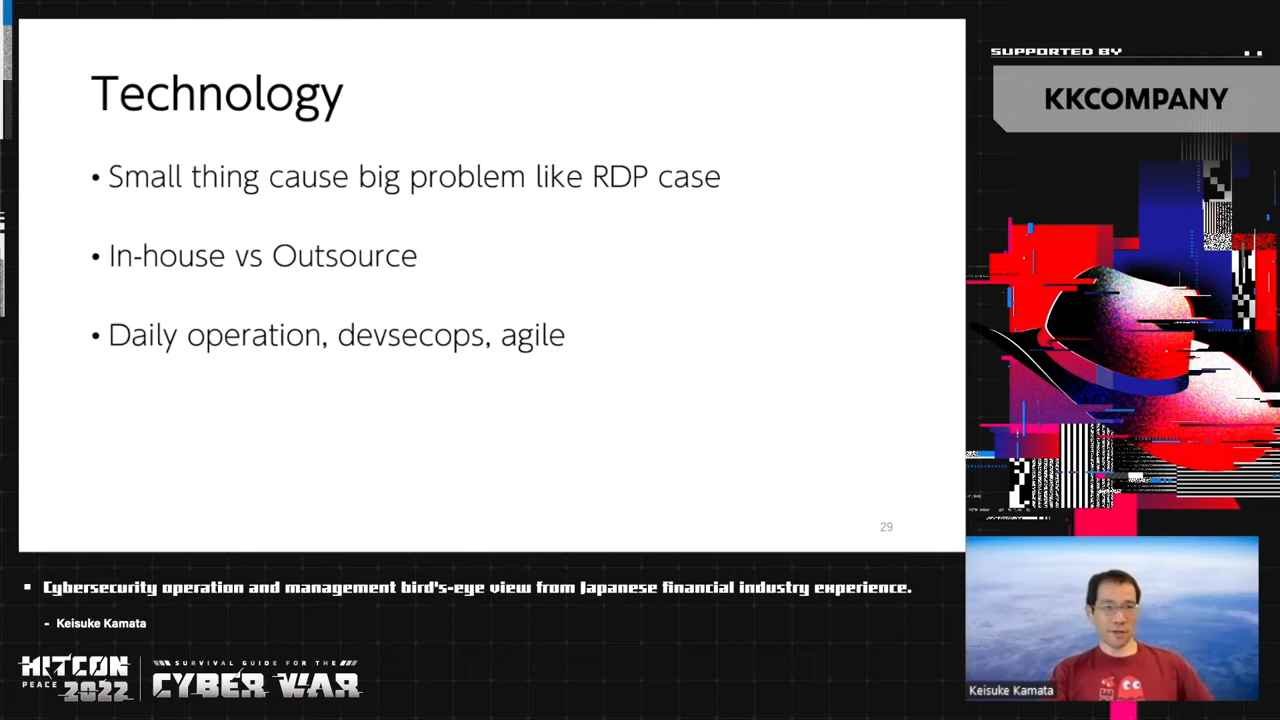 Technology
• Small thing cause big problem like RDP case
• In-house vs Outsource
• Daily operation, devsecops, agile
29
SUPPORTED BY
KKCOMPANY
Cybersecurity operation and management bird's-eye view from Japanese financial industry experience.
- Keisuke Kamata
HITCON
PEACE 2022
SURVIVAL GUIDE FOR THE
CYBER WAR
Keisuke Kamata